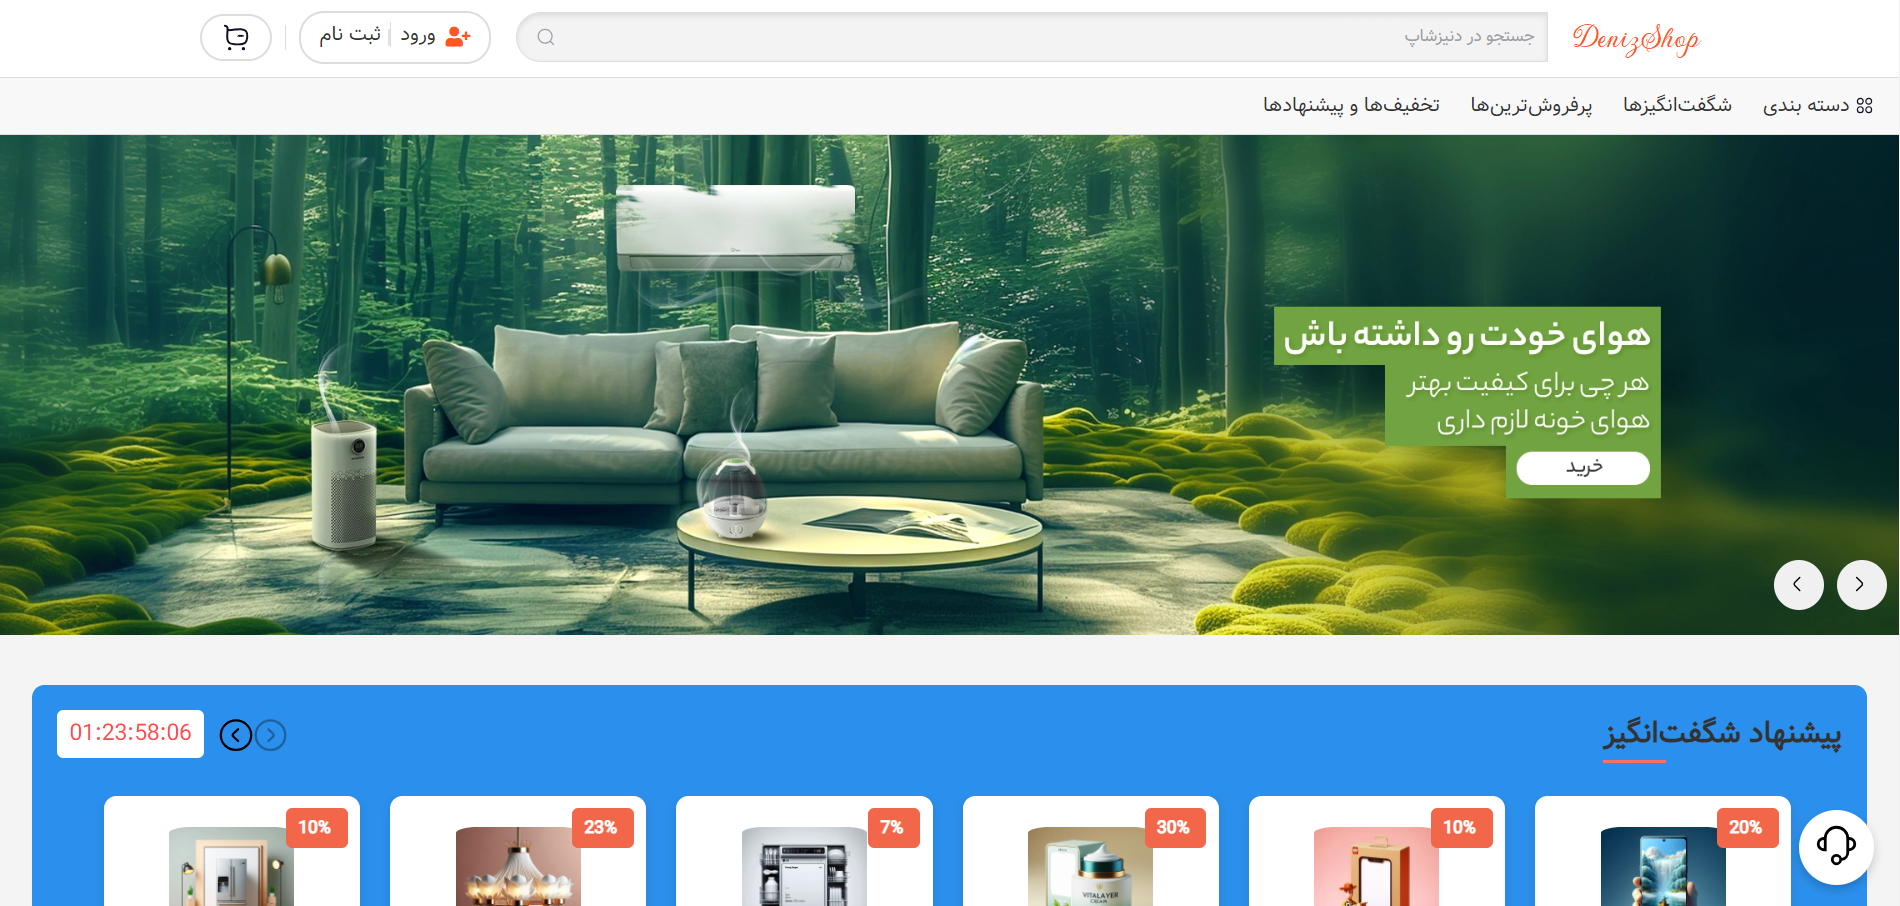 DenizShop
جستجو در دنیزشاپ
ورود | ثبت نام
دسته بندی
شگفت‌انگیزها
پرفروش‌ترین‌ها
تخفیف‌ها و پیشنهادها
هوای خودت رو داشته باش
هر چی برای کیفیت بهتر
هوای خونه لازم داری
خرید
پیشنهاد شگفت‌انگیز
01:23:58:06
20%
10%
30%
7%
23%
10%
VITALAYER
CREAM